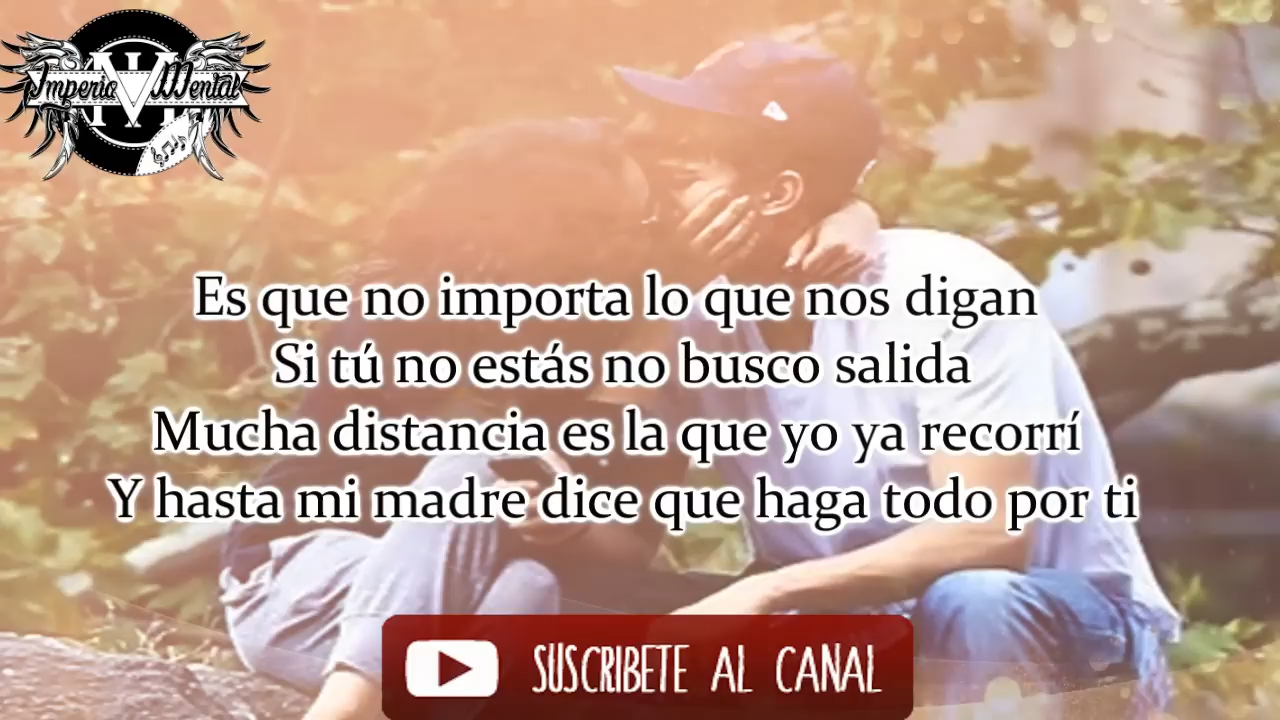 Imperio Mental
Es que no importa lo que nos digan
Si tú no estás no busco salida
Mucha distancia es la que yo ya recorrí
Y hasta mi madre dice que haga todo por ti
SUSCRIBETE AL CANAL